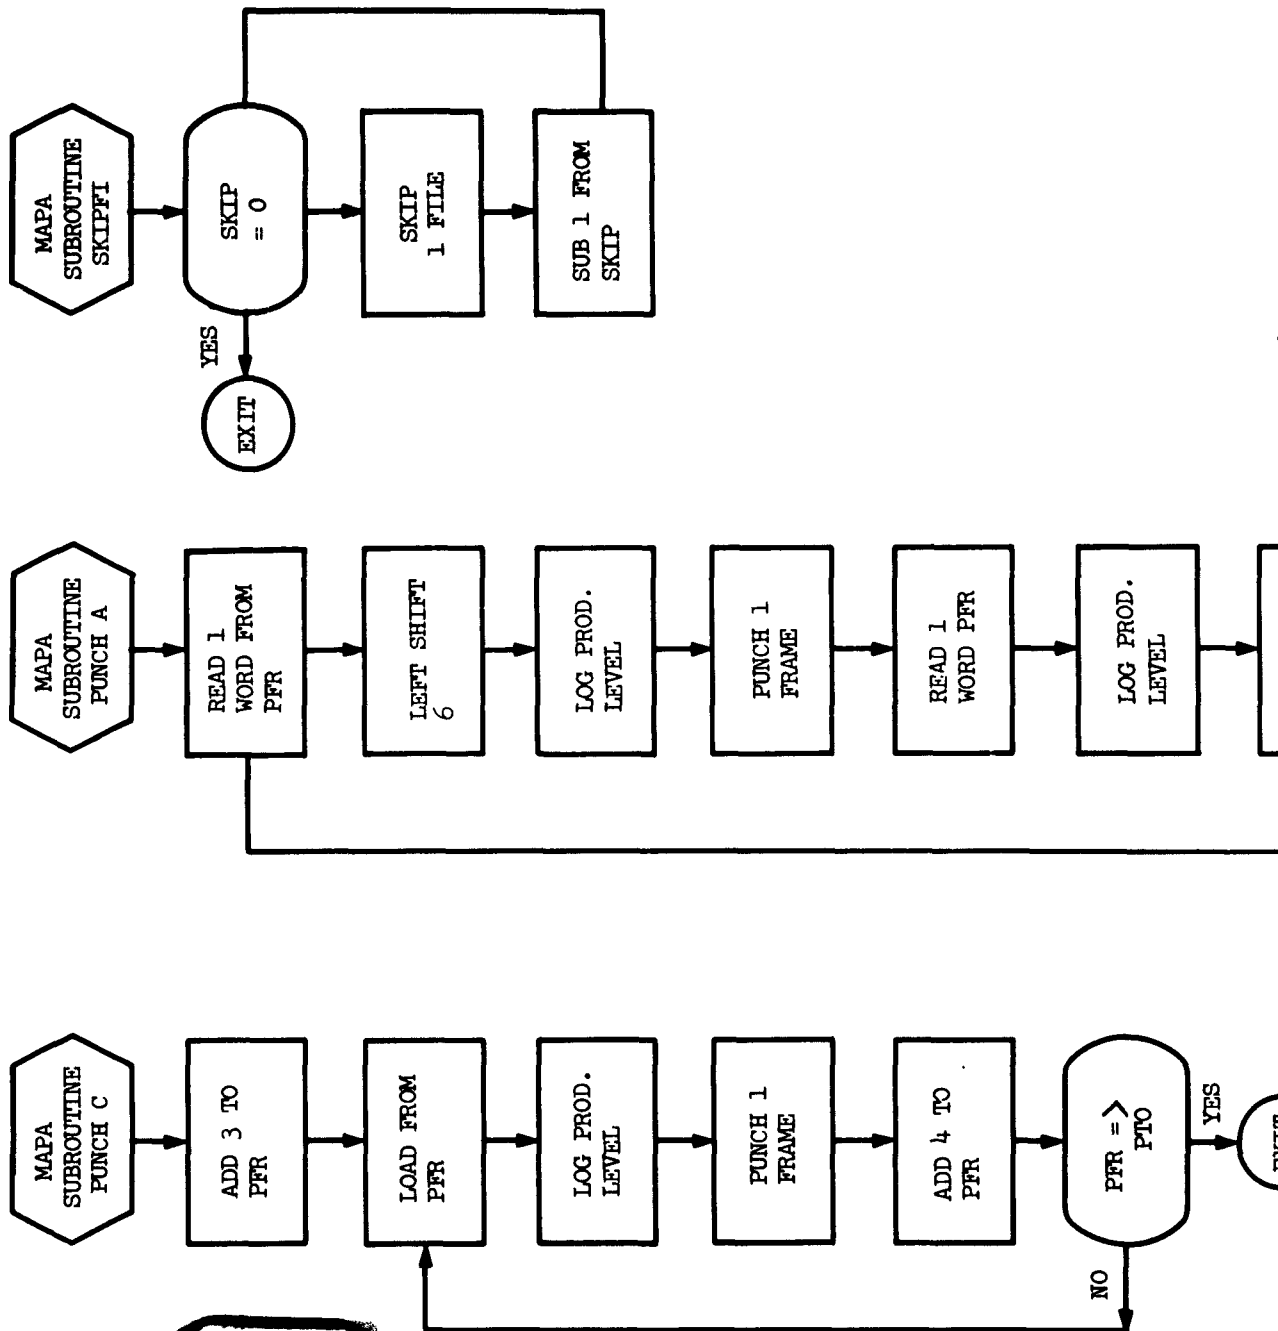 MAPA
SUBROUTINE
SKIPFI
SKIP
= 0
YES
EXIT
SKIP
1 FILE
SUB 1 FROM
SKIP
MAPA
SUBROUTINE
PUNCH A
READ 1
WORD FROM
PFR
LEFT SHIFT
6
LOG PROD.
LEVEL
PUNCH 1
FRAME
READ 1
WORD PFR
LOG PROD.
LEVEL
MAPA
SUBROUTINE
PUNCH C
ADD 3 TO
PFR
LOAD FROM
PFR
LOG PROD.
LEVEL
PUNCH 1
FRAME
ADD 4 TO
PFR
PFR =>
PTO
YES
NO